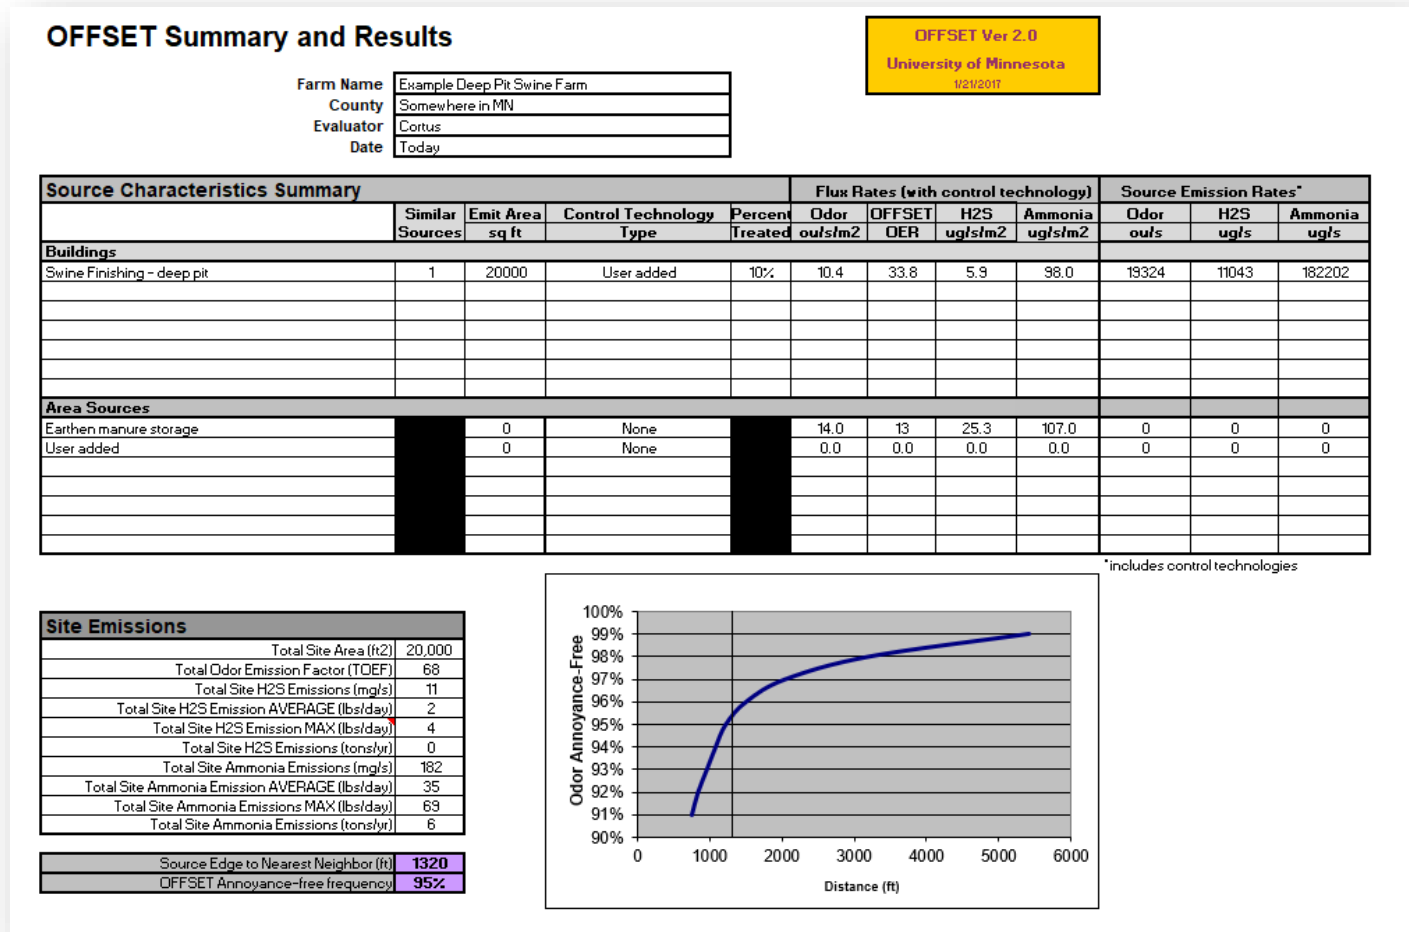 OFFSET Summary and Results
OFFSET Ver 2.0
University of Minnesota
1/21/2017
Farm Name Example Deep Pit Swine Farm
County Somewhere in MN
Evaluator Cortus
Date Today
Source Characteristics Summary Flux Rates (with control technology) Source Emission Rates*
Similar Emit Area Control Technology Percent Odor OFFSET H2S Ammonia Odor H2S Ammonia
Sources sq ft Type Treated ou/s/m2 OER ug/s/m2 ug/s/m2 ou/s ug/s ug/s
Buildings
Swine Finishing - deep pit 1 20000 User added 10% 10.4 33.8 5.9 98.0 19324 11043 182202
Area Sources
Earthen manure storage 0 None 14.0 13 25.3 107.0 0 0 0
User added 0 None 0.0 0.0 0.0 0.0 0 0 0
*includes control technologies
Site Emissions
Total Site Area (ft2) 20,000
Total Odor Emission Factor (TOEF) 68
Total Site H2S Emissions (mg/s) 11
Total Site H2S Emission AVERAGE (lbs/day) 2
Total Site H2S Emission MAX (lbs/day) 4
Total Site H2S Emissions (tons/yr) 0
Total Site Ammonia Emissions (mg/s) 182
Total Site Ammonia Emission AVERAGE (lbs/day) 35
Total Site Ammonia Emissions MAX (lbs/day) 69
Total Site Ammonia Emissions (tons/yr) 6
Source Edge to Nearest Neighbor (ft) 1320
OFFSET Annoyance-free frequency 95%
Odor Annoyance-Free
100%
99%
98%
97%
96%
95%
94%
93%
92%
91%
90%
0 1000 2000 3000 4000 5000 6000
Distance (ft)